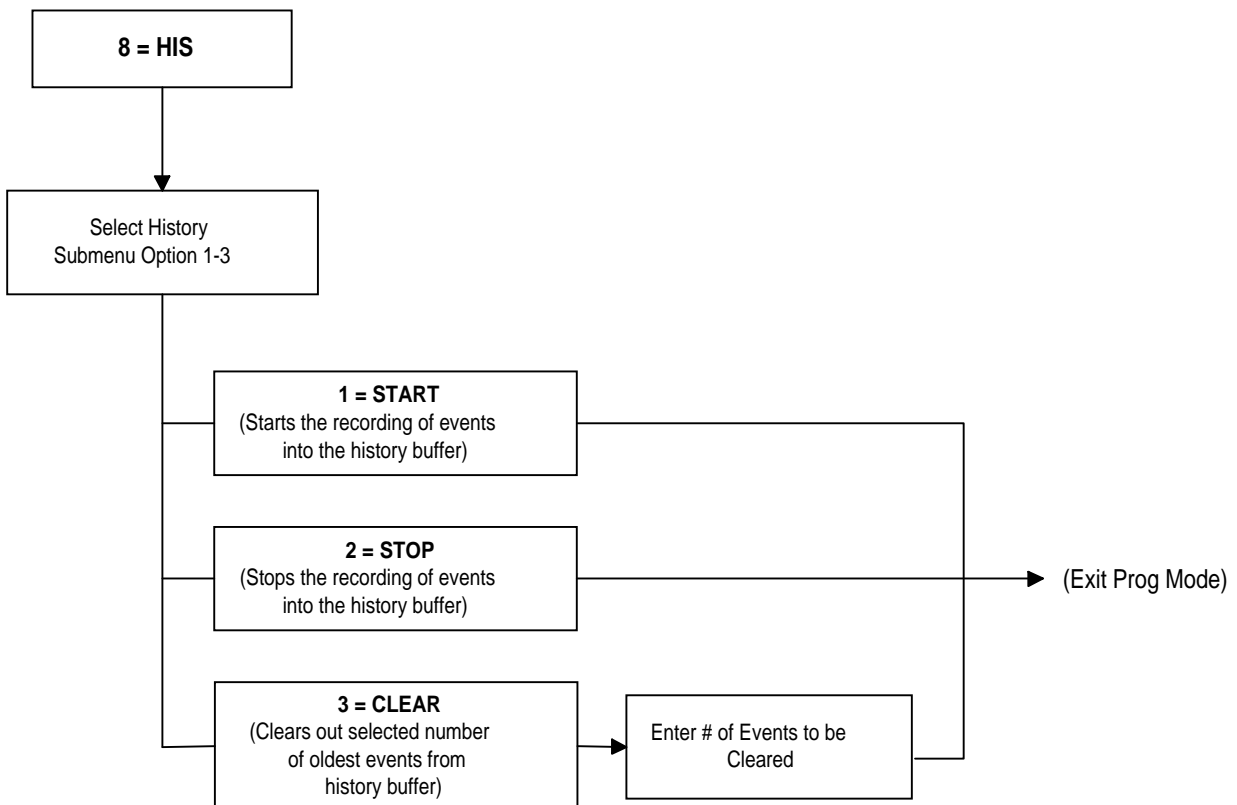 8 = HIS
Select History
Submenu Option 1-3
1 = START
(Starts the recording of events
into the history buffer)
2 = STOP
(Stops the recording of events
into the history buffer)
(Exit Prog Mode)
3 = CLEAR
(Clears out selected number
of oldest events from
history buffer)
Enter # of Events to be
Cleared